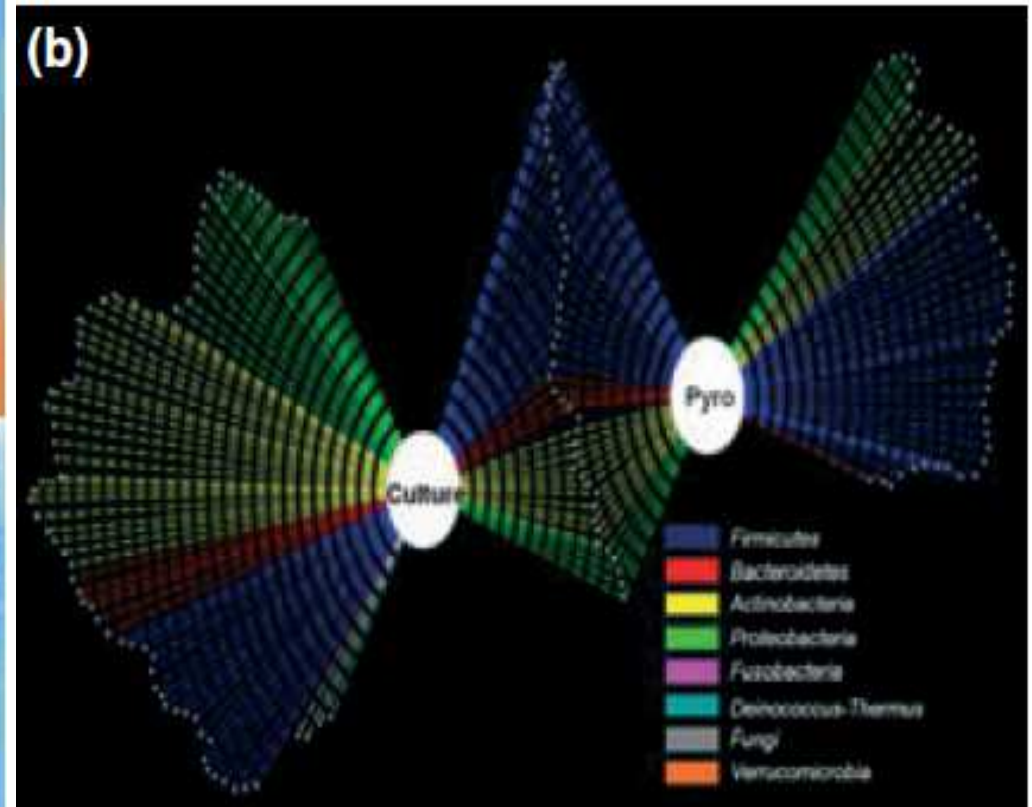 (b)
Pyro
Culture
Firmicutes
Bacteroidetes
Actinobacteria
Proteobacteria
Fusobacteria
Deinococcus-Thermus
Fungi
Verrucomicrobia